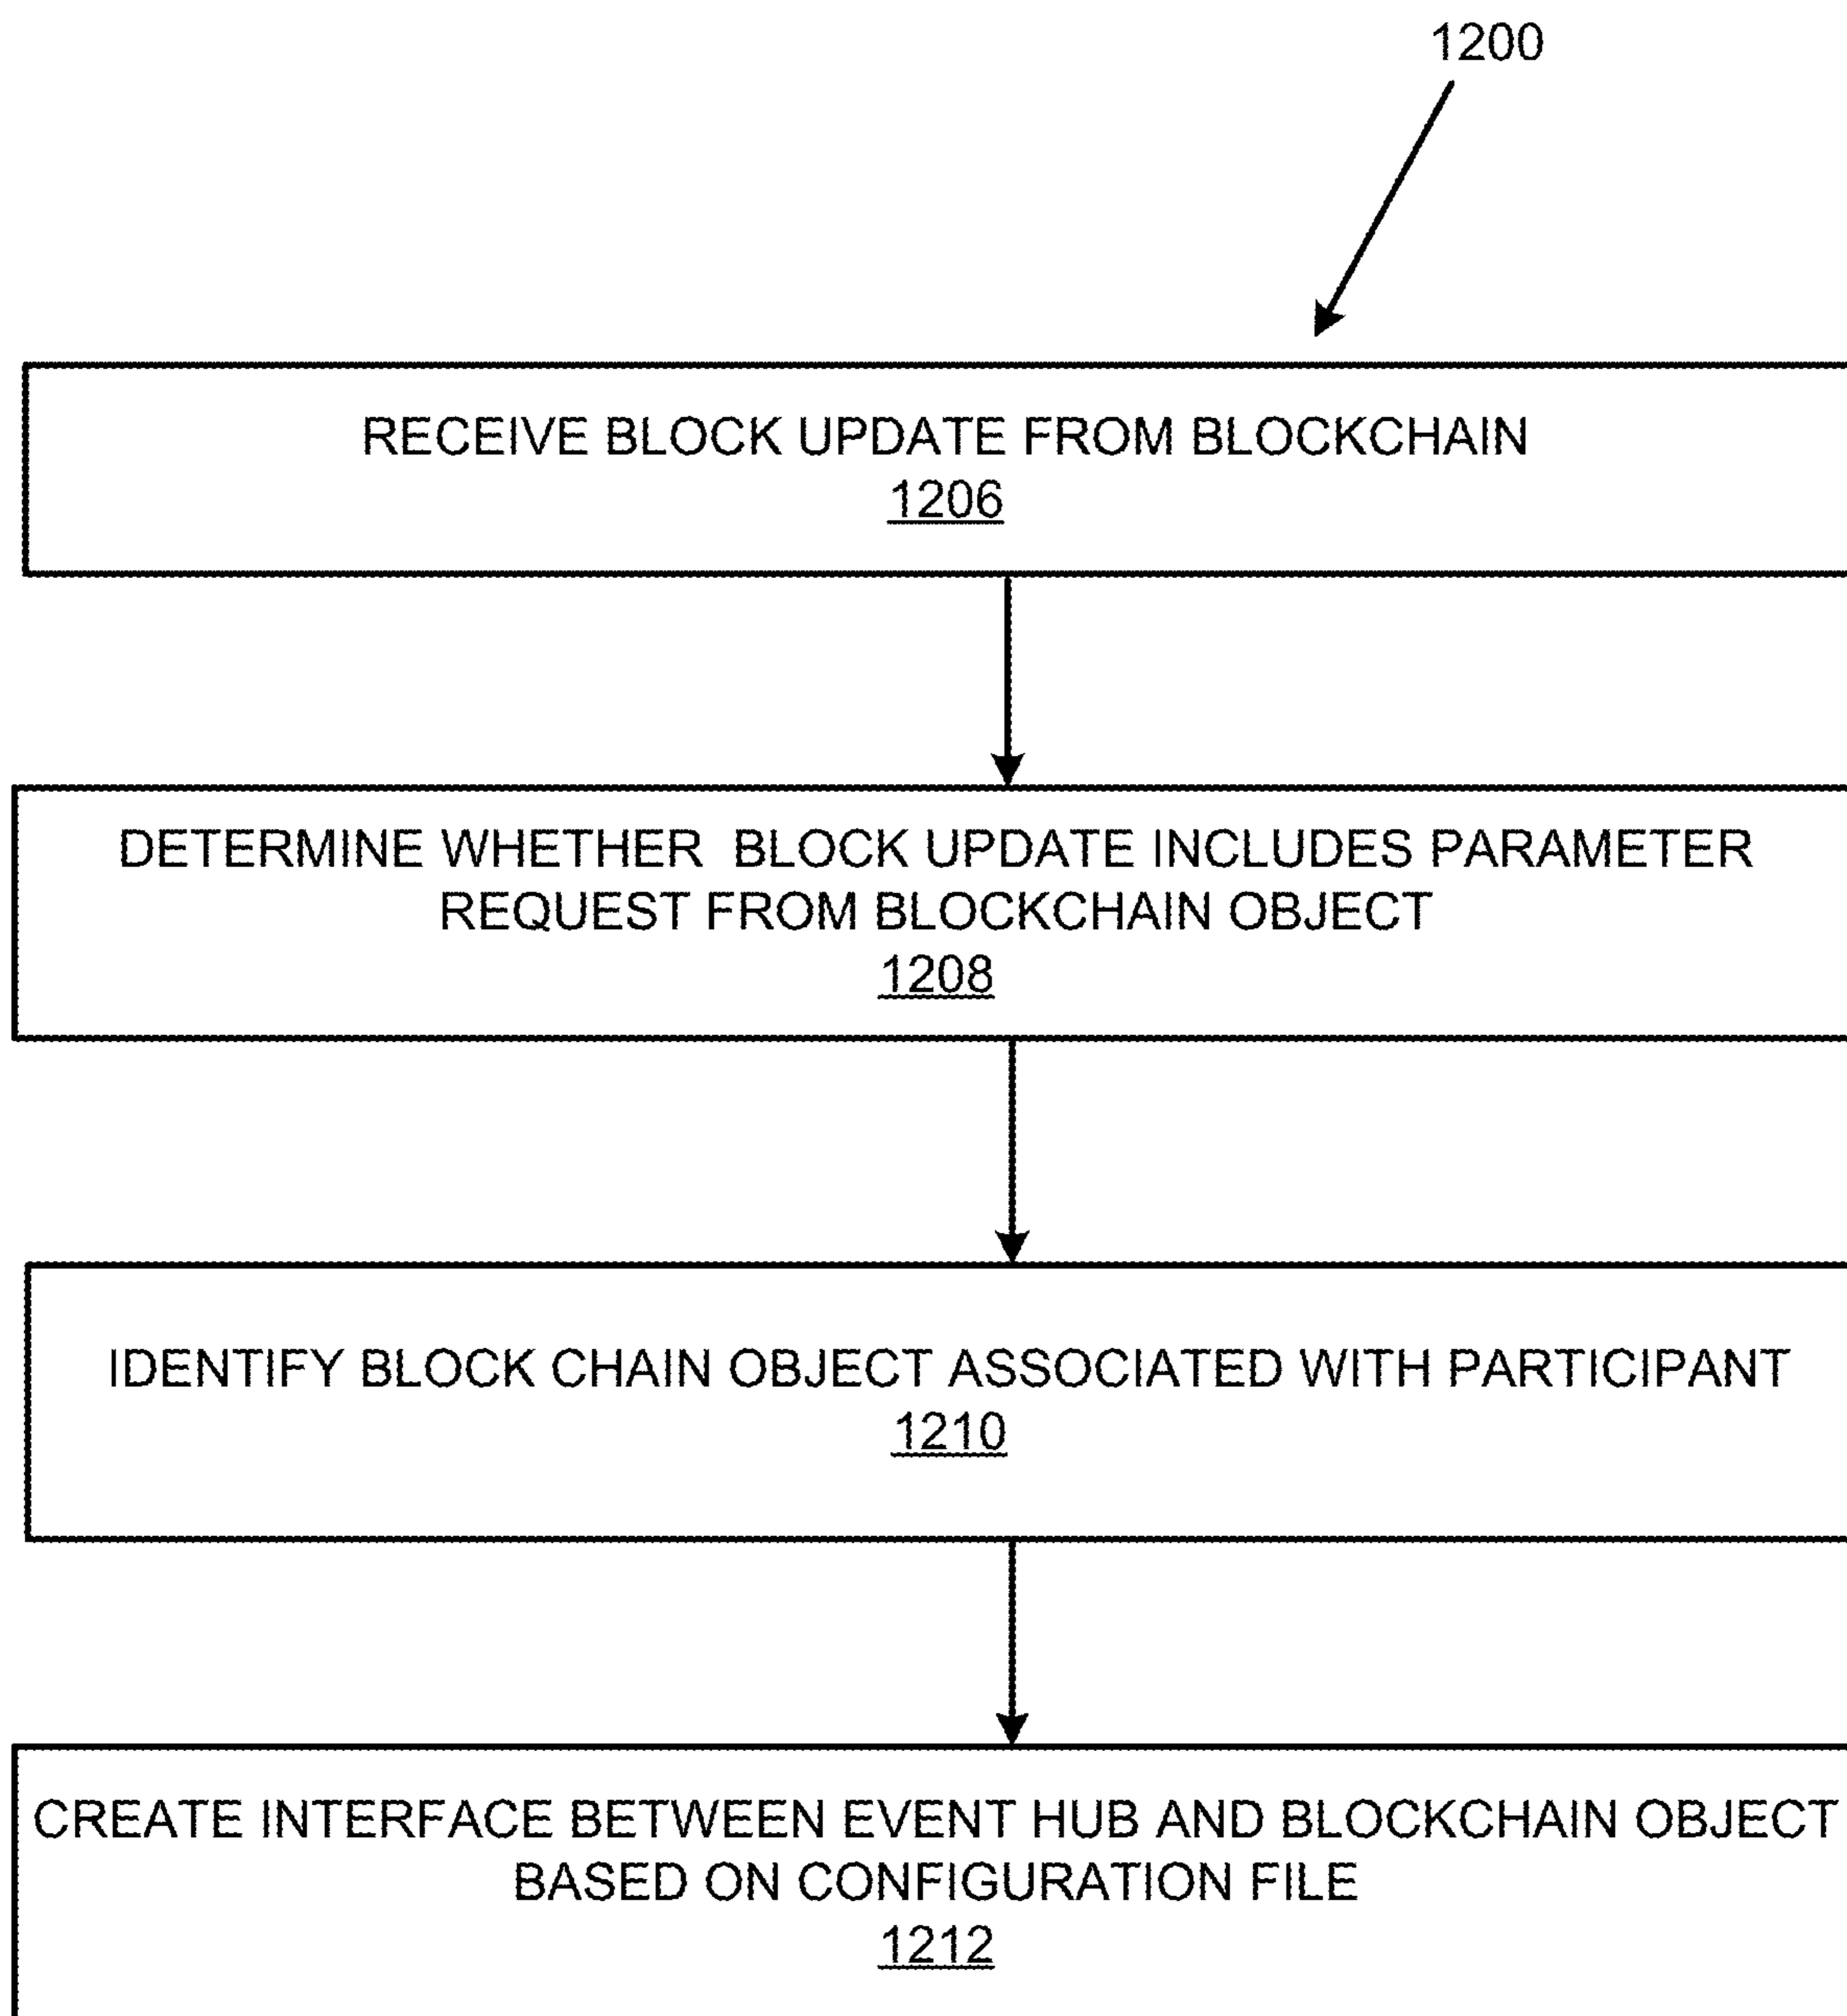 1200
RECEIVE BLOCK UPDATE FROM BLOCKCHAIN
1206
DETERMINE WHETHER BLOCK UPDATE INCLUDES PARAMETER
REQUEST FROM BLOCKCHAIN OBJECT
1208
IDENTIFY BLOCK CHAIN OBJECT ASSOCIATED WITH PARTICIPANT
1210
CREATE INTERFACE BETWEEN EVENT HUB AND BLOCKCHAIN OBJECT
BASED ON CONFIGURATION FILE
1212